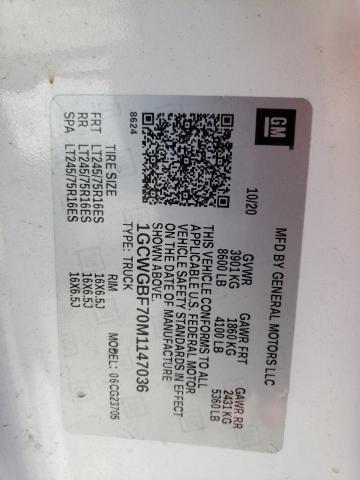 GM
MFD BY GENERAL MOTORS LLC
10/20
GVWR GAWR FRT GAWR RR
3901 KG 1860 KG 2431 KG
8600 LB 4100 LB 5360 LB
THIS VEHICLE CONFORMS TO ALL
APPLICABLE U.S. FEDERAL MOTOR
VEHICLE SAFETY STANDARDS IN EFFECT
ON THE DATE OF MANUFACTURE
SHOWN ABOVE.
1GCWGBF70M1147036
8624 TYPE: TRUCK MODEL: 06CG23705
TIRE SIZE RIM
FRT LT245/75R16ES 16X6.5J
RR LT245/75R16ES 16X6.5J
SPA LT245/75R16ES 16X6.5J